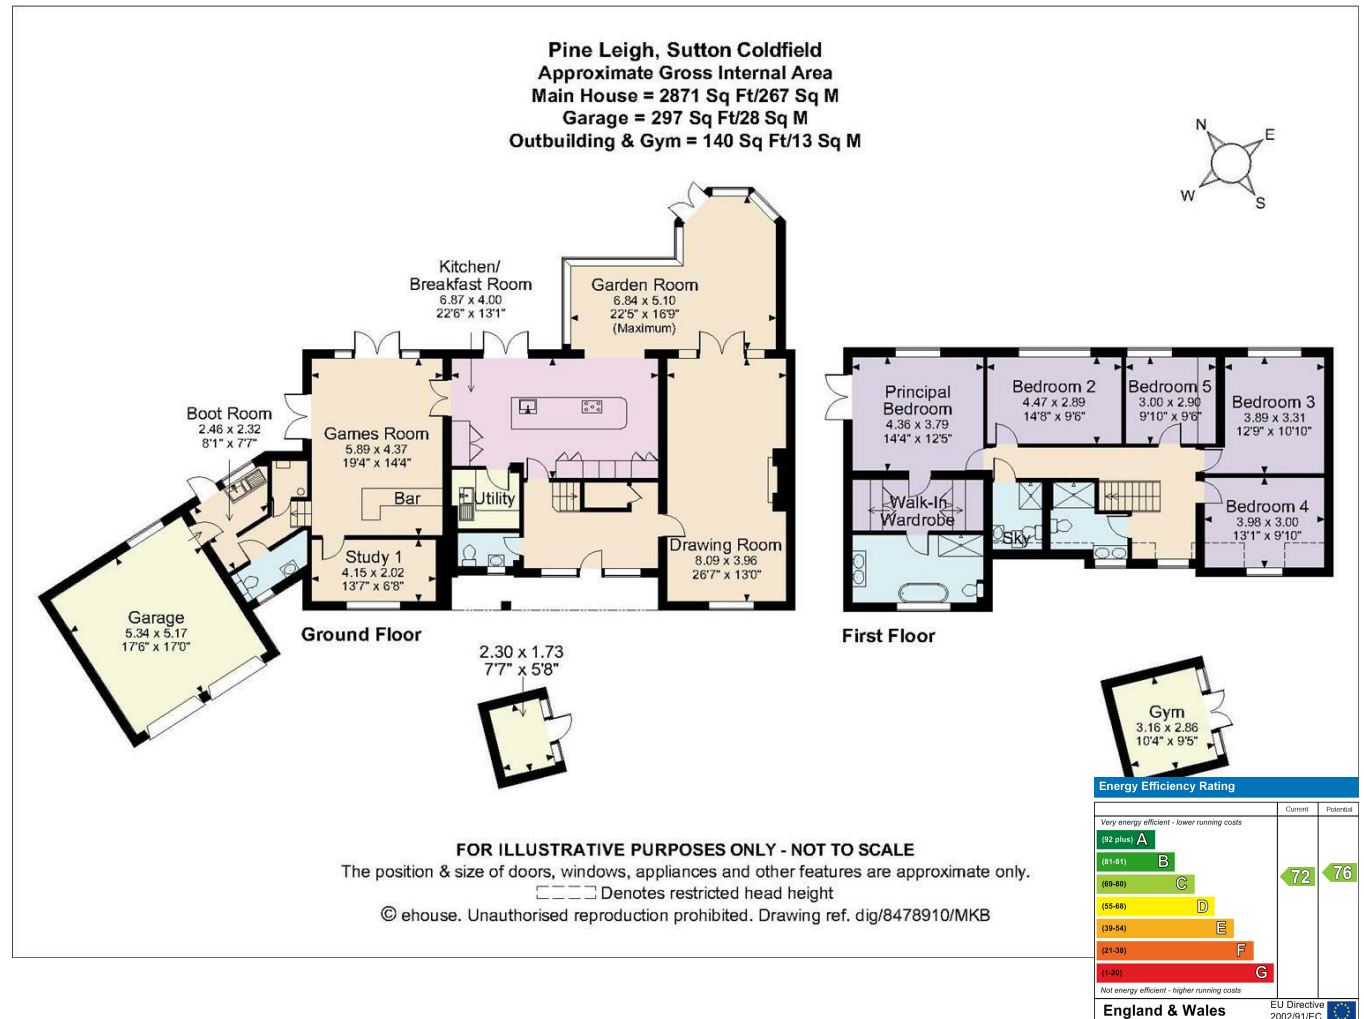 Pine Leigh, Sutton Coldfield
Approximate Gross Internal Area
Main House = 2871 Sq Ft/267 Sq M
Garage = 297 Sq Ft/28 Sq M
Outbuilding & Gym = 140 Sq Ft/13 Sq M
N
E
W
S
Kitchen/
Breakfast Room
6.87 x 4.00
22'6" x 13'1"
Garden Room
6.84 x 5.10
22'5" x 16'9"
(Maximum)
Boot Room
2.46 x 2.32
8'1" x 7'7"
Games Room
5.89 x 4.37
19'4" x 14'4"
Bar
Utility
Study 1
4.15 x 2.02
13'7" x 6'8"
Drawing Room
8.09 x 3.96
26'7" x 13'0"
Garage
5.34 x 5.17
17'6" x 17'0"
Ground Floor
2.30 x 1.73
7'7" x 5'8"
Principal
Bedroom
4.36 x 3.79
14'4" x 12'5"
Bedroom 2
4.47 x 2.89
14'8" x 9'6"
Bedroom 5
3.00 x 2.90
9'10" x 9'6"
Bedroom 3
3.89 x 3.31
12'9" x 10'10"
Walk-In
Wardrobe
Sky
Bedroom 4
3.98 x 3.00
13'1" x 9'10"
First Floor
Gym
3.16 x 2.86
10'4" x 9'5"
FOR ILLUSTRATIVE PURPOSES ONLY - NOT TO SCALE
The position & size of doors, windows, appliances and other features are approximate only.
Denotes restricted head height
© ehouse. Unauthorised reproduction prohibited. Drawing ref. dig/8478910/MKB
Energy Efficiency Rating
Current
Potential
Very energy efficient - lower running costs
(92 plus) A
(81-91) B
(69-80) C
(55-68) D
(39-54) E
(21-38) F
(1-20) G
72
76
Not energy efficient - higher running costs
England & Wales
EU Directive
2002/91/EC